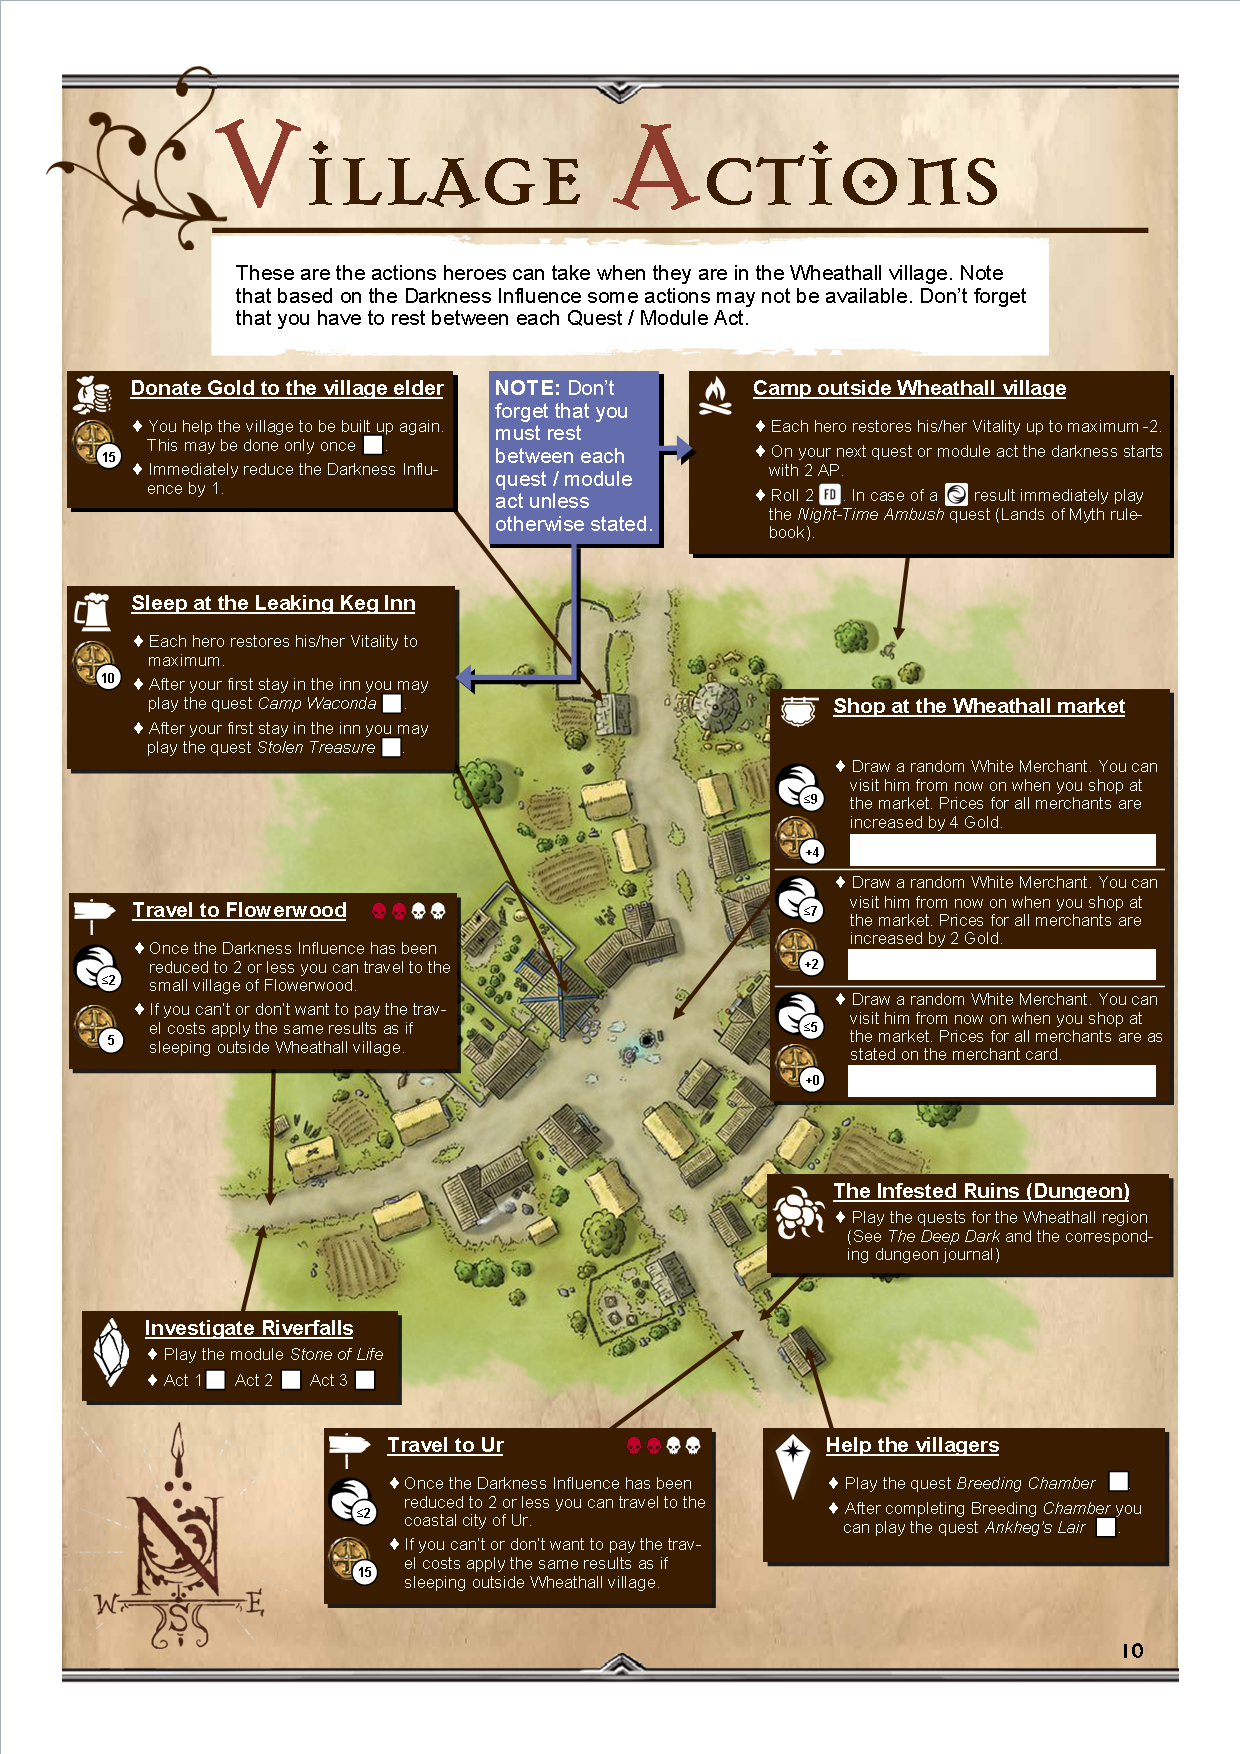 Village Actions
These are the actions heroes can take when they are in the Wheathall village. Note
that based on the Darkness Influence some actions may not be available. Don't forget
that you have to rest between each Quest / Module Act.
Donate Gold to the village elder
15
♦ You help the village to be built up again.
This may be done only once .
♦ Immediately reduce the Darkness Influ-
ence by 1.
NOTE: Don't
forget that you
must rest
between each
quest / module
act unless
otherwise stated.
Camp outside Wheathall village
♦ Each hero restores his/her Vitality up to maximum -2.
♦ On your next quest or module act the darkness starts
with 2 AP.
♦ Roll 2 FD . In case of a result immediately play
the Night-Time Ambush quest (Lands of Myth rule-
book).
Sleep at the Leaking Keg Inn
10
♦ Each hero restores his/her Vitality to
maximum.
♦ After your first stay in the inn you may
play the quest Camp Waconda .
♦ After your first stay in the inn you may
play the quest Stolen Treasure .
Shop at the Wheathall market
≤9
+4
♦ Draw a random White Merchant. You can
visit him from now on when you shop at
the market. Prices for all merchants are
increased by 4 Gold.
≤7
+2
♦ Draw a random White Merchant. You can
visit him from now on when you shop at
the market. Prices for all merchants are
increased by 2 Gold.
≤5
+0
♦ Draw a random White Merchant. You can
visit him from now on when you shop at
the market. Prices for all merchants are as
stated on the merchant card.
Travel to Flowerwood
≤2
5
♦ Once the Darkness Influence has been
reduced to 2 or less you can travel to the
small village of Flowerwood.
♦ If you can't or don't want to pay the trav-
el costs apply the same results as if
sleeping outside Wheathall village.
The Infested Ruins (Dungeon)
♦ Play the quests for the Wheathall region
(See The Deep Dark and the correspond-
ing dungeon journal)
Investigate Riverfalls
♦ Play the module Stone of Life
♦ Act 1 Act 2 Act 3
Travel to Ur
≤2
15
♦ Once the Darkness Influence has been
reduced to 2 or less you can travel to the
coastal city of Ur.
♦ If you can't or don't want to pay the trav-
el costs apply the same results as if
sleeping outside Wheathall village.
Help the villagers
♦ Play the quest Breeding Chamber .
♦ After completing Breeding Chamber you
can play the quest Ankheg's Lair .
N
W S E
10